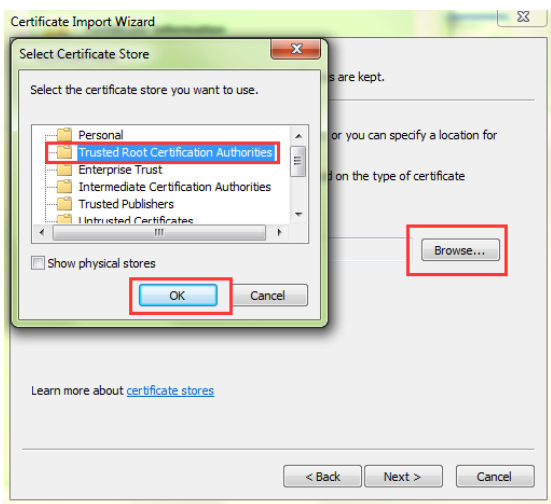 Certificate Import Wizard
Select Certificate Store
Select the certificate store you want to use.
Personal
Trusted Root Certification Authorities
Enterprise Trust
Intermediate Certification Authorities
Trusted Publishers
Untrusted Certificates
Show physical stores
OK
Cancel
s are kept.
or you can specify a location for
d on the type of certificate
Browse...
Learn more about certificate stores
< Back
Next >
Cancel